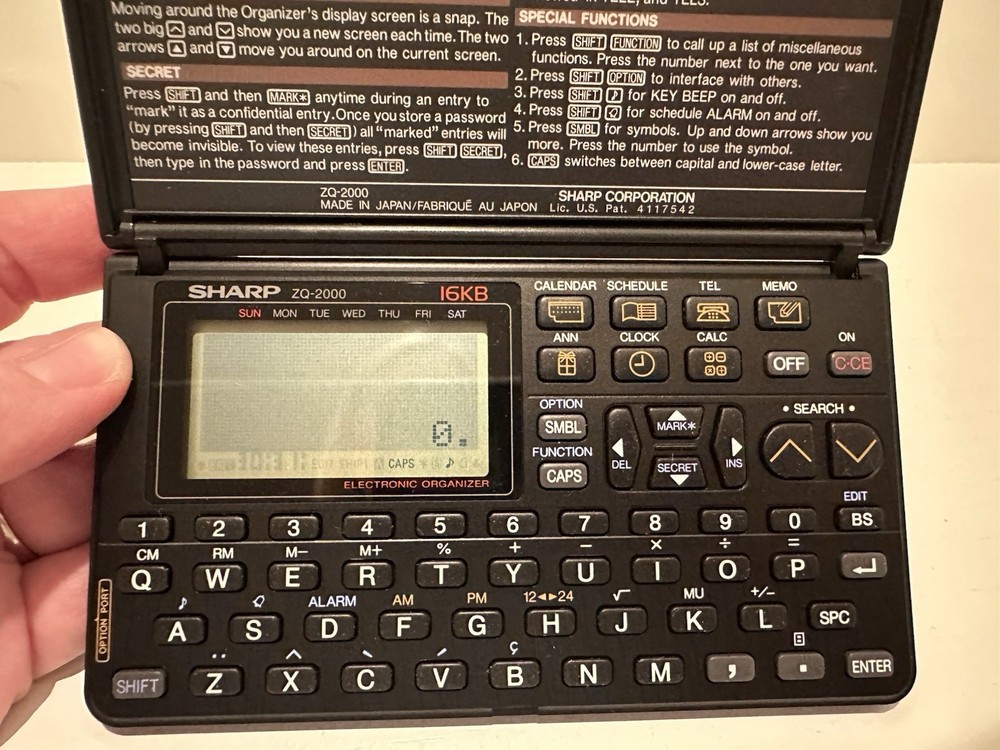 Moving around the Organizer's display screen is a snap. The
two big and show you a new screen each time. The two
arrows ▲ and ▼ move you around on the current screen.
SECRET
Press SHIFT and then MARK* anytime during an entry to
"mark" it as a confidential entry. Once you store a password
(by pressing SHIFT and then SECRET) all "marked" entries will
become invisible. To view these entries, press SHIFT SECRET,
then type in the password and press ENTER.
SPECIAL FUNCTIONS
1. Press SHIFT FUNCTION to call up a list of miscellaneous
functions. Press the number next to the one you want.
2. Press SHIFT OPTION to interface with others.
3. Press SHIFT ♪ for KEY BEEP on and off.
4. Press SHIFT for schedule ALARM on and off.
5. Press SMBL for symbols. Up and down arrows show you
more. Press the number to use the symbol.
6. CAPS switches between capital and lower-case letter.
ZQ-2000 SHARP CORPORATION
MADE IN JAPAN/FABRIQUÉ AU JAPON Lic. U.S. Pat. 4117542
SHARP ZQ-2000 16KB
SUN MON TUE WED THU FRI SAT
0.
EDIT SHIFT CAPS ♪
ELECTRONIC ORGANIZER
CALENDAR SCHEDULE TEL MEMO
ANN CLOCK CALC ON
OFF C·CE
OPTION
SMBL
FUNCTION
CAPS
MARK*
DEL INS
SECRET
• SEARCH •
EDIT
1 2 3 4 5 6 7 8 9 0 BS
CM RM M− M+ % + − × ÷ =
Q W E R T Y U I O P
♪ ALARM AM PM 12◄►24 √ MU +/−
A S D F G H J K L SPC
¨ ^ ` ´ ç
SHIFT Z X C V B N M , . ENTER
OPTION PORT